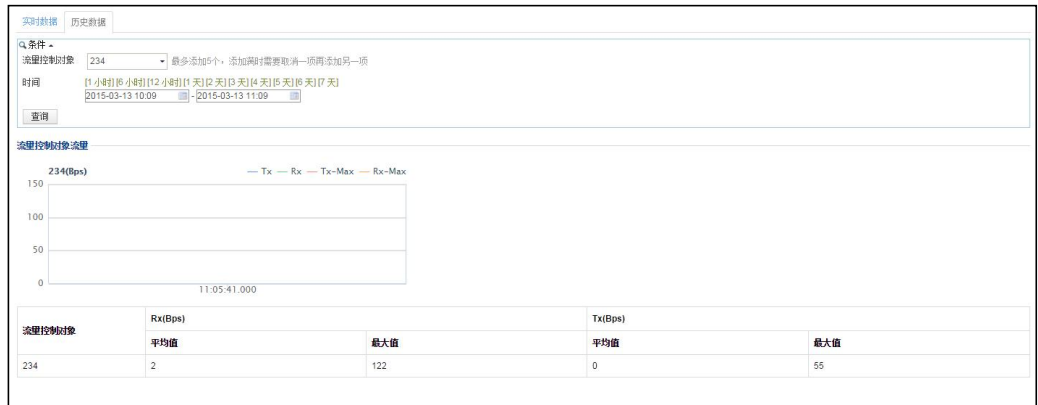 实时数据 历史数据
条件
流量控制对象 234 最多添加5个，添加满时需要取消一项再添加另一项
时间 [1 小时][6 小时][12 小时][1 天][2 天][3 天][4 天][5 天][6 天][7 天]
2015-03-13 10:09 - 2015-03-13 11:09
查询
流量控制对象流量
234(Bps) Tx Rx Tx-Max Rx-Max
150
100
50
0
11:05:41.000
流量控制对象 Rx(Bps) Tx(Bps)
平均值 最大值 平均值 最大值
234 2 122 0 55